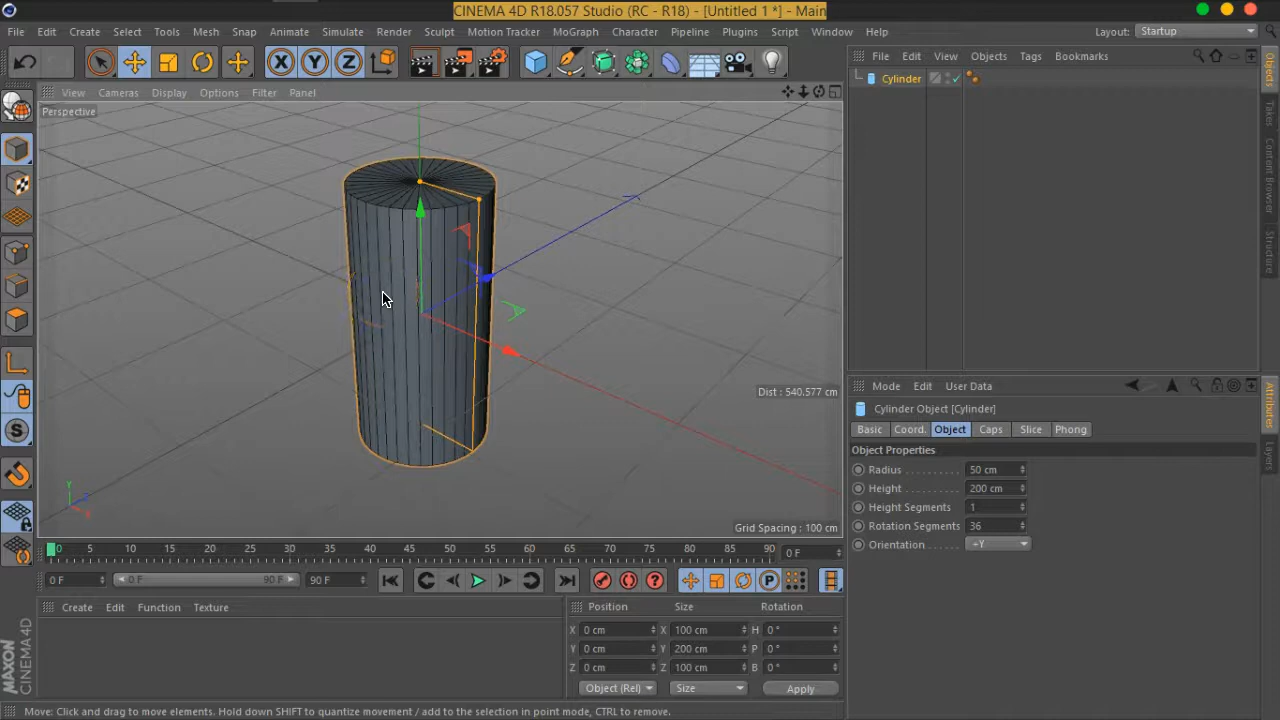 CINEMA 4D R18.057 Studio (RC - R18) - [Untitled 1 *] - Main
File Edit Create Select Tools Mesh Snap Animate Simulate Render Sculpt Motion Tracker MoGraph Character Pipeline Plugins Script Window Help Layout: Startup
X Y Z
File Edit View Objects Tags Bookmarks
View Cameras Display Options Filter Panel
Perspective
Cylinder
Objects
Takes
Content Browser
Structure
Dist : 540.577 cm
Grid Spacing : 100 cm
Y
Z
X
Mode Edit User Data
Cylinder Object [Cylinder]
Basic Coord. Object Caps Slice Phong
Object Properties
Radius 50 cm
Height 200 cm
Height Segments 1
Rotation Segments 36
Orientation +Y
Attributes
Layers
0 5 10 15 20 25 30 35 40 45 50 55 60 65 70 75 80 85 90 0 F
0 F 0 F 90 F 90 F
Create Edit Function Texture
Position Size Rotation
X 0 cm X 100 cm H 0 °
Y 0 cm Y 200 cm P 0 °
Z 0 cm Z 100 cm B 0 °
Object (Rel) Size Apply
MAXON CINEMA 4D
Move: Click and drag to move elements. Hold down SHIFT to quantize movement / add to the selection in point mode, CTRL to remove.